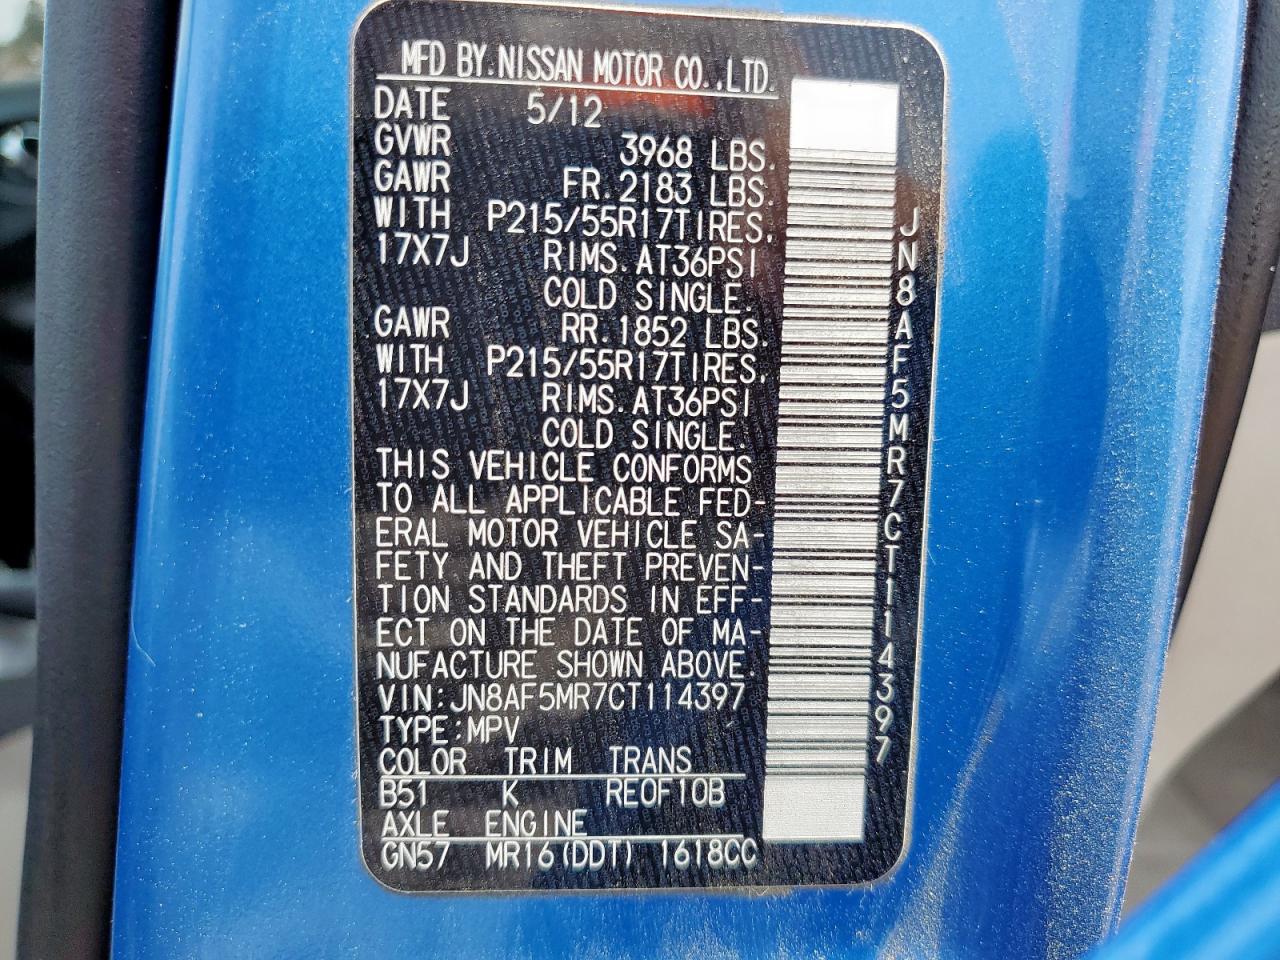 MFD BY.NISSAN MOTOR CO.,LTD.
DATE 5/12
GVWR 3968 LBS.
GAWR FR.2183 LBS.
WITH P215/55R17TIRES,
17X7J RIMS.AT36PSI
COLD SINGLE.
GAWR RR.1852 LBS.
WITH P215/55R17TIRES,
17X7J RIMS.AT36PSI
COLD SINGLE.
THIS VEHICLE CONFORMS
TO ALL APPLICABLE FED-
ERAL MOTOR VEHICLE SA-
FETY AND THEFT PREVEN-
TION STANDARDS IN EFF-
ECT ON THE DATE OF MA-
NUFACTURE SHOWN ABOVE.
VIN:JN8AF5MR7CT114397
TYPE:MPV
COLOR TRIM TRANS
B51 K RE0F10B
AXLE ENGINE
GN57 MR16(DDT) 1618CC
JN8AF5MR7CT114397